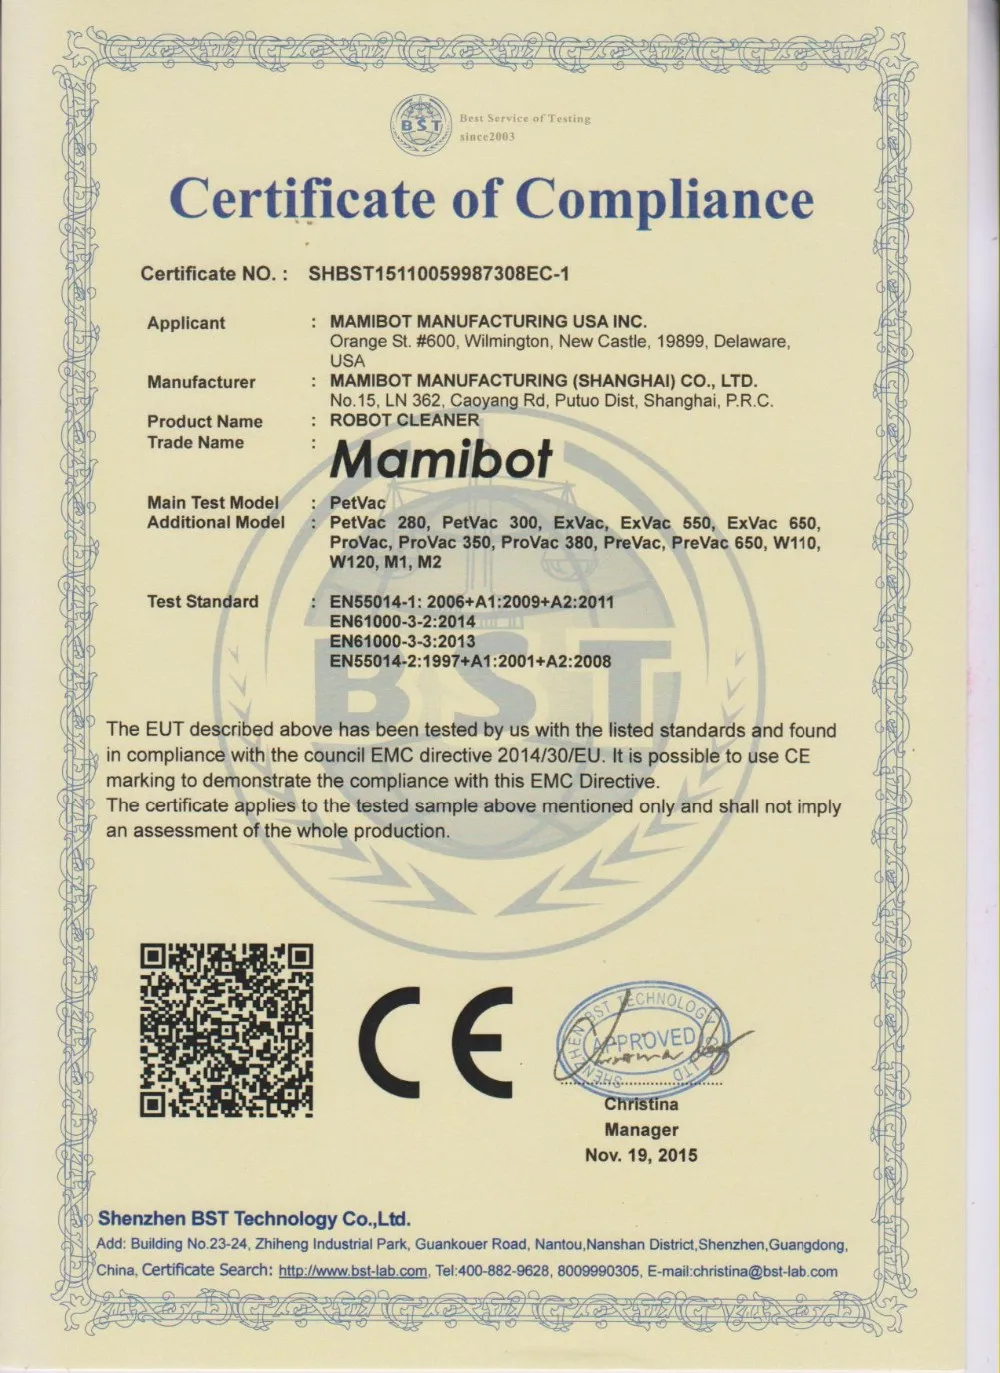 BST
Best Service of Testing
since2003
Certificate of Compliance
Certificate NO. : SHBST15110059987308EC-1
Applicant : MAMIBOT MANUFACTURING USA INC.
Orange St. #600, Wilmington, New Castle, 19899, Delaware,
USA
Manufacturer : MAMIBOT MANUFACTURING (SHANGHAI) CO., LTD.
No.15, LN 362, Caoyang Rd, Putuo Dist, Shanghai, P.R.C.
Product Name : ROBOT CLEANER
Trade Name :
Mamibot
Main Test Model : PetVac
Additional Model : PetVac 280, PetVac 300, ExVac, ExVac 550, ExVac 650,
ProVac, ProVac 350, ProVac 380, PreVac, PreVac 650, W110,
W120, M1, M2
Test Standard : EN55014-1: 2006+A1:2009+A2:2011
EN61000-3-2:2014
EN61000-3-3:2013
EN55014-2:1997+A1:2001+A2:2008
BST
The EUT described above has been tested by us with the listed standards and found
in compliance with the council EMC directive 2014/30/EU. It is possible to use CE
marking to demonstrate the compliance with this EMC Directive.
The certificate applies to the tested sample above mentioned only and shall not imply
an assessment of the whole production.
CE
SHENZHEN BST TECHNOLOGY CO LTD
APPROVED
Christina
Manager
Nov. 19, 2015
Shenzhen BST Technology Co.,Ltd.
Add: Building No.23-24, Zhiheng Industrial Park, Guankouer Road, Nantou,Nanshan District,Shenzhen,Guangdong,
China, Certificate Search: http://www.bst-lab.com, Tel:400-882-9628, 8009990305, E-mail:christina@bst-lab.com